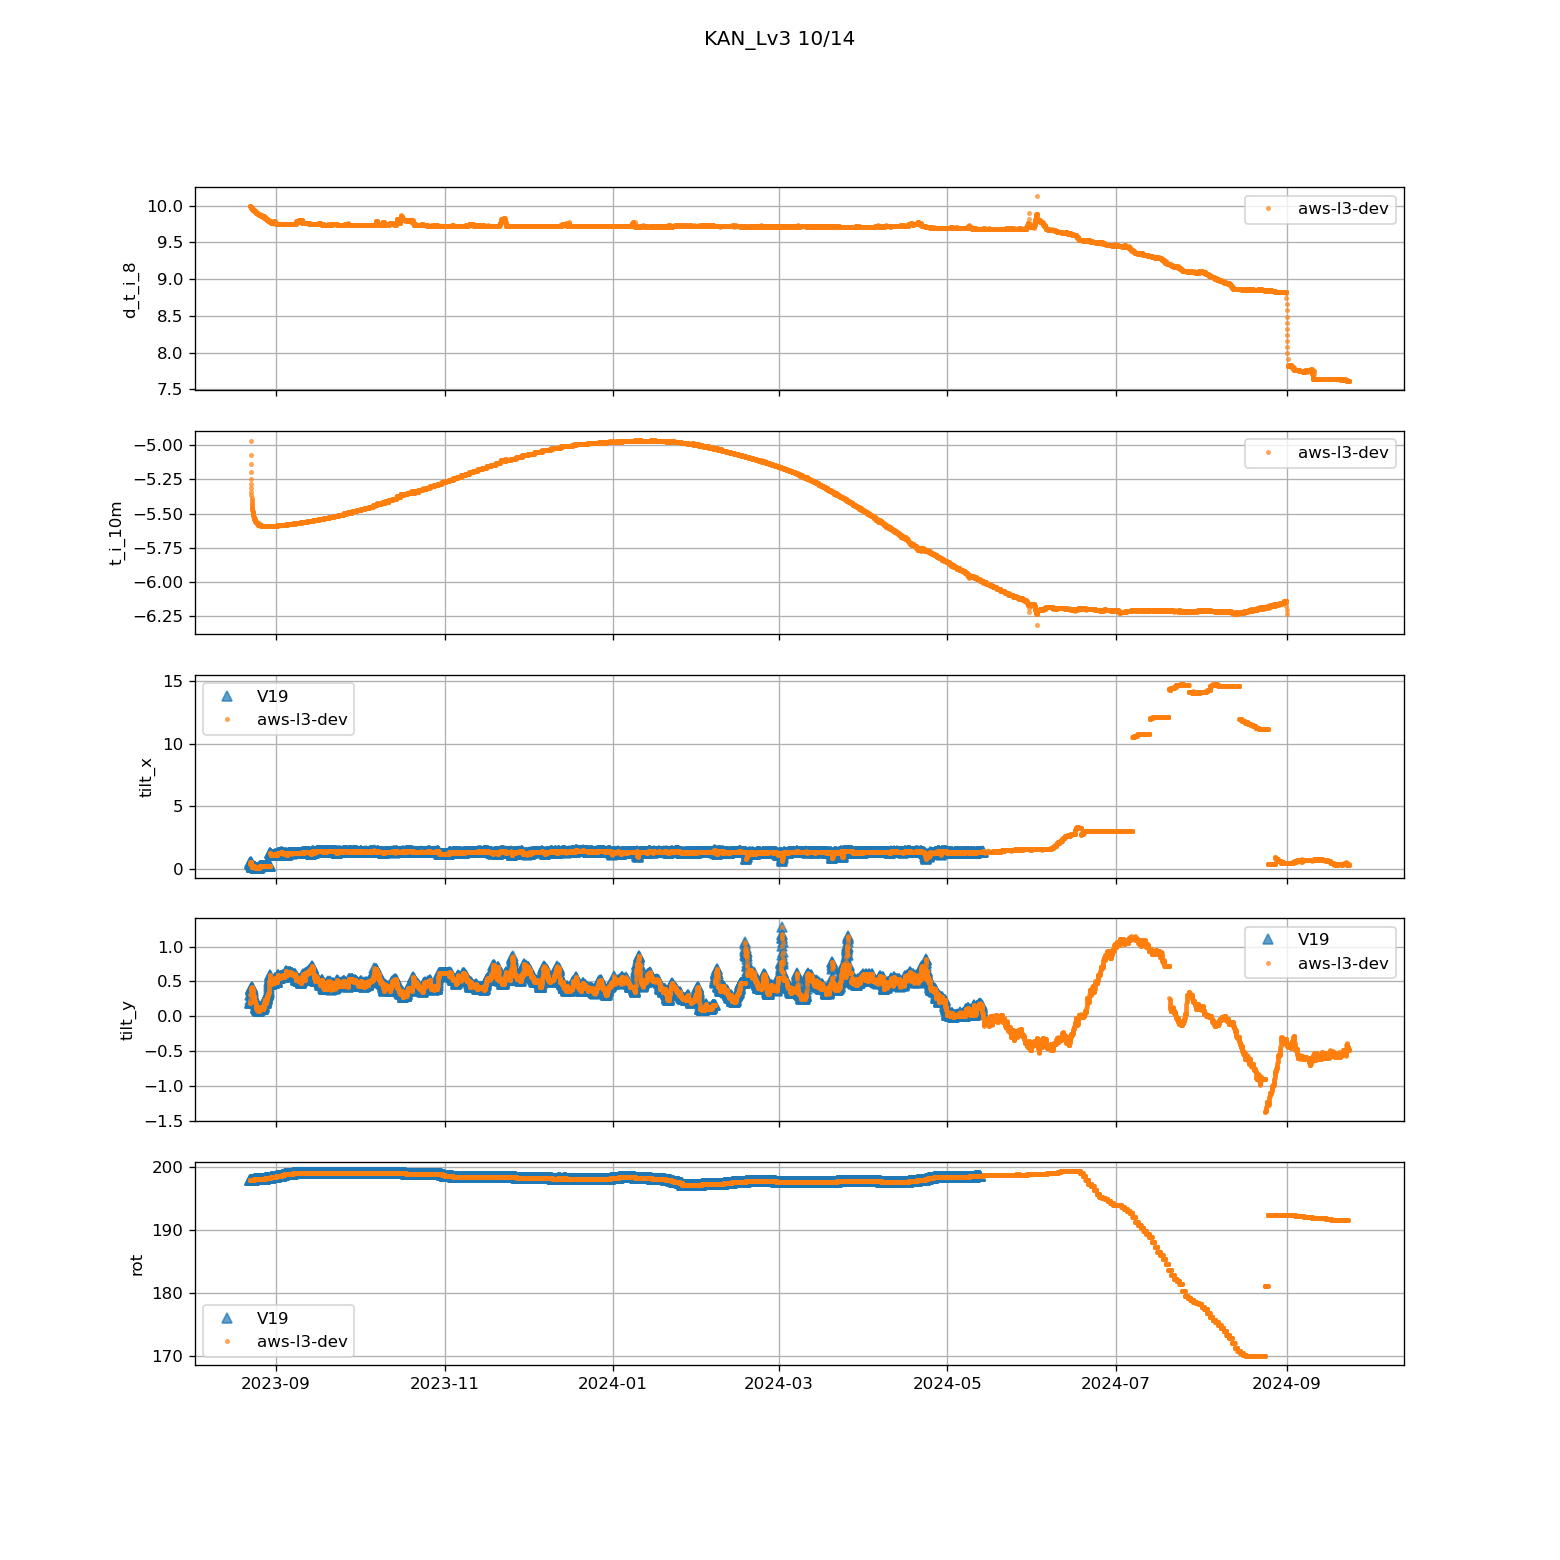 KAN_Lv3 10/14
10.0
9.5
9.0
8.5
8.0
7.5
d_t_i_8
aws-l3-dev
−5.00
−5.25
−5.50
−5.75
−6.00
−6.25
t_i_10m
aws-l3-dev
15
10
5
0
tilt_x
V19
aws-l3-dev
1.0
0.5
0.0
−0.5
−1.0
−1.5
tilt_y
V19
aws-l3-dev
200
190
180
170
rot
V19
aws-l3-dev
2023-09 2023-11 2024-01 2024-03 2024-05 2024-07 2024-09